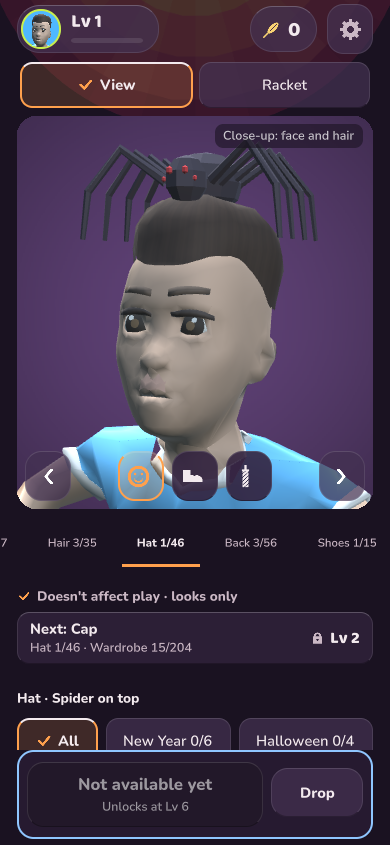 Lv 1
0
View
Racket
Close-up: face and hair
7
Hair 3/35
Hat 1/46
Back 3/56
Shoes 1/15
Doesn't affect play · looks only
Next: Cap
Hat 1/46 · Wardrobe 15/204
Lv 2
Hat · Spider on top
All
New Year 0/6
Halloween 0/4
Not available yet
Unlocks at Lv 6
Drop